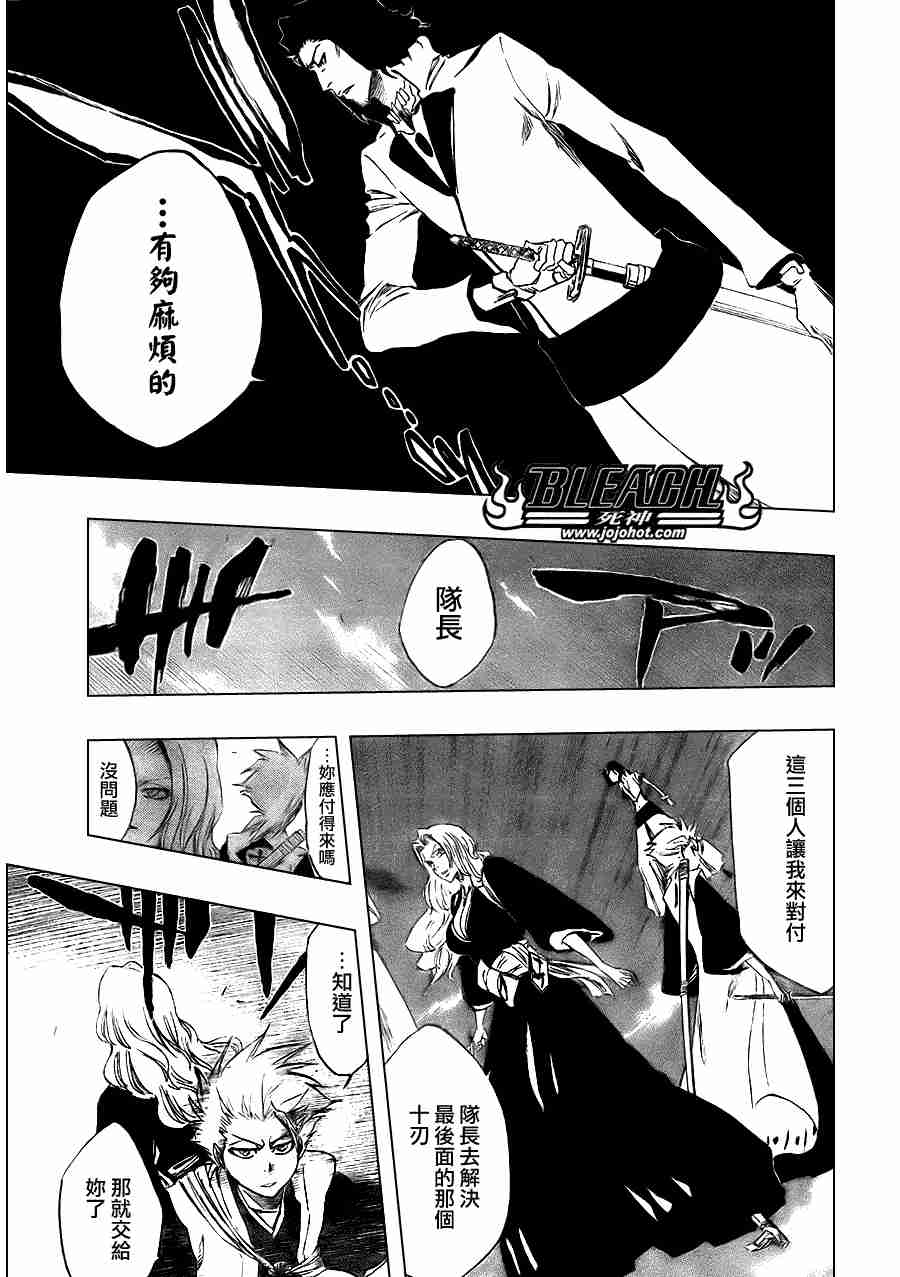 …有夠麻煩的
BLEACH
死神
www.jojohot.com
隊長
這三個人讓我來對付
隊長去解決
最後面的那個
十刃
…妳應付得來嗎
沒問題
…知道了
那就交給
妳了